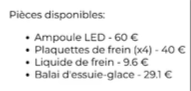 Pièces disponibles:
• Ampoule LED - 60 €
• Plaquettes de frein (x4) - 40 €
• Liquide de frein - 9.6 €
• Balai d'essuie-glace - 29.1 €